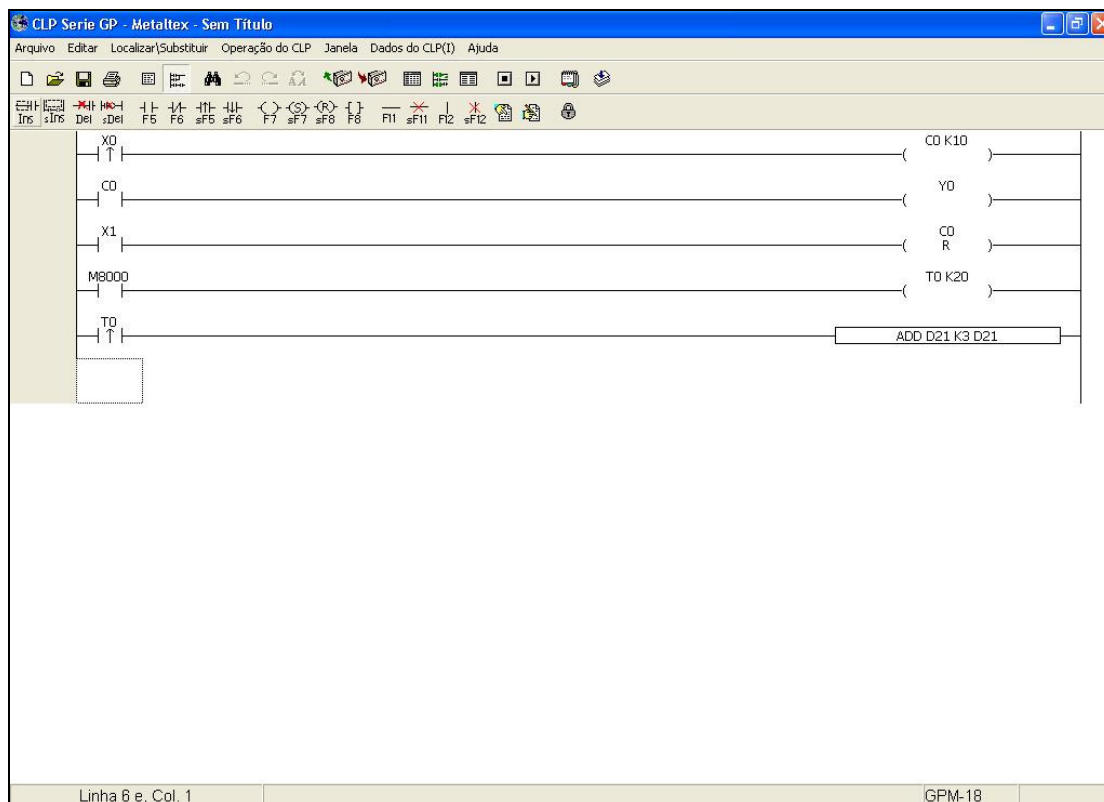 CLP Serie GP - Metaltex - Sem Título
Arquivo Editar Localizar\Substituir Operação do CLP Janela Dados do CLP(I) Ajuda
Ins sIns Del sDel F5 F6 sF5 sF6 F7 sF7 sF8 F8 F11 sF11 F12 sF12
X0 C0 K10
C0 Y0
X1 C0
R
M8000 T0 K20
T0 ADD D21 K3 D21
Linha 6 e, Col. 1 GPM-18